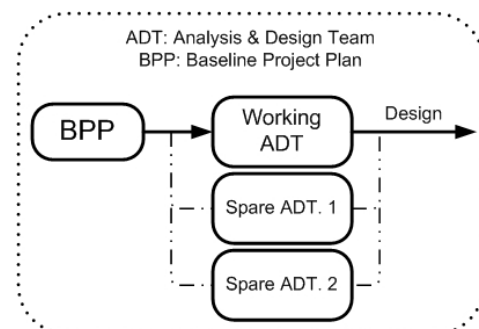 ADT: Analysis & Design Team
BPP: Baseline Project Plan
BPP
Working
ADT
Design
Spare ADT. 1
Spare ADT. 2